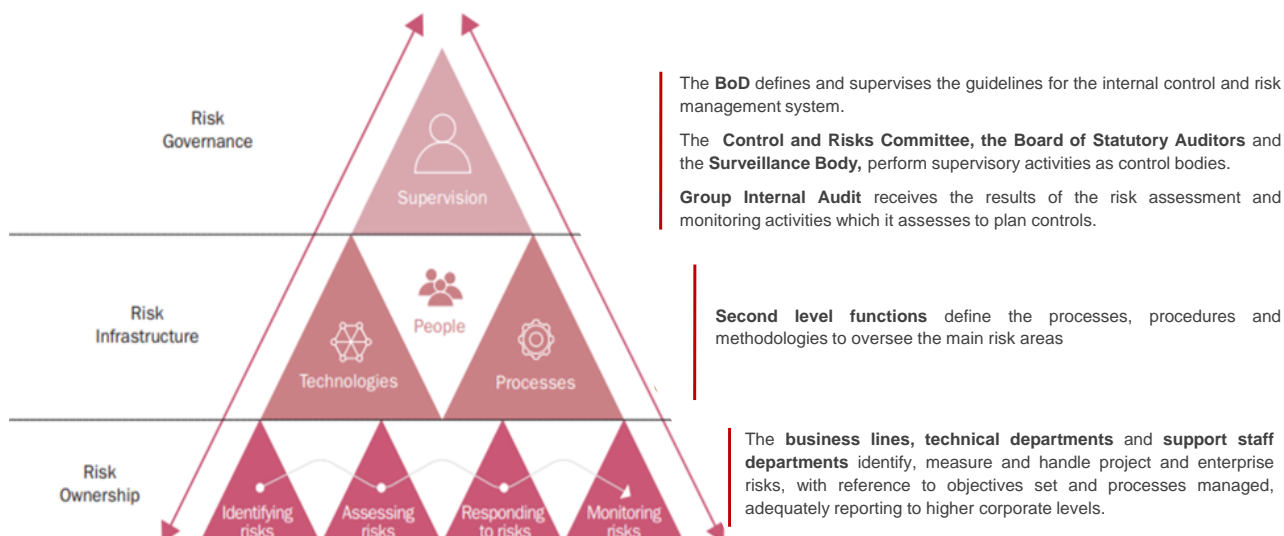 Risk
Governance
Supervision
The BoD defines and supervises the guidelines for the internal control and risk
management system.
The Control and Risks Committee, the Board of Statutory Auditors and
the Surveillance Body, perform supervisory activities as control bodies.
Group Internal Audit receives the results of the risk assessment and
monitoring activities which it assesses to plan controls.
Risk
Infrastructure
People
Technologies
Processes
Second level functions define the processes, procedures and
methodologies to oversee the main risk areas
Risk
Ownership
Identifying
risks
Assessing
risks
Responding
to risks
Monitoring
risks
The business lines, technical departments and support staff
departments identify, measure and handle project and enterprise
risks, with reference to objectives set and processes managed,
adequately reporting to higher corporate levels.